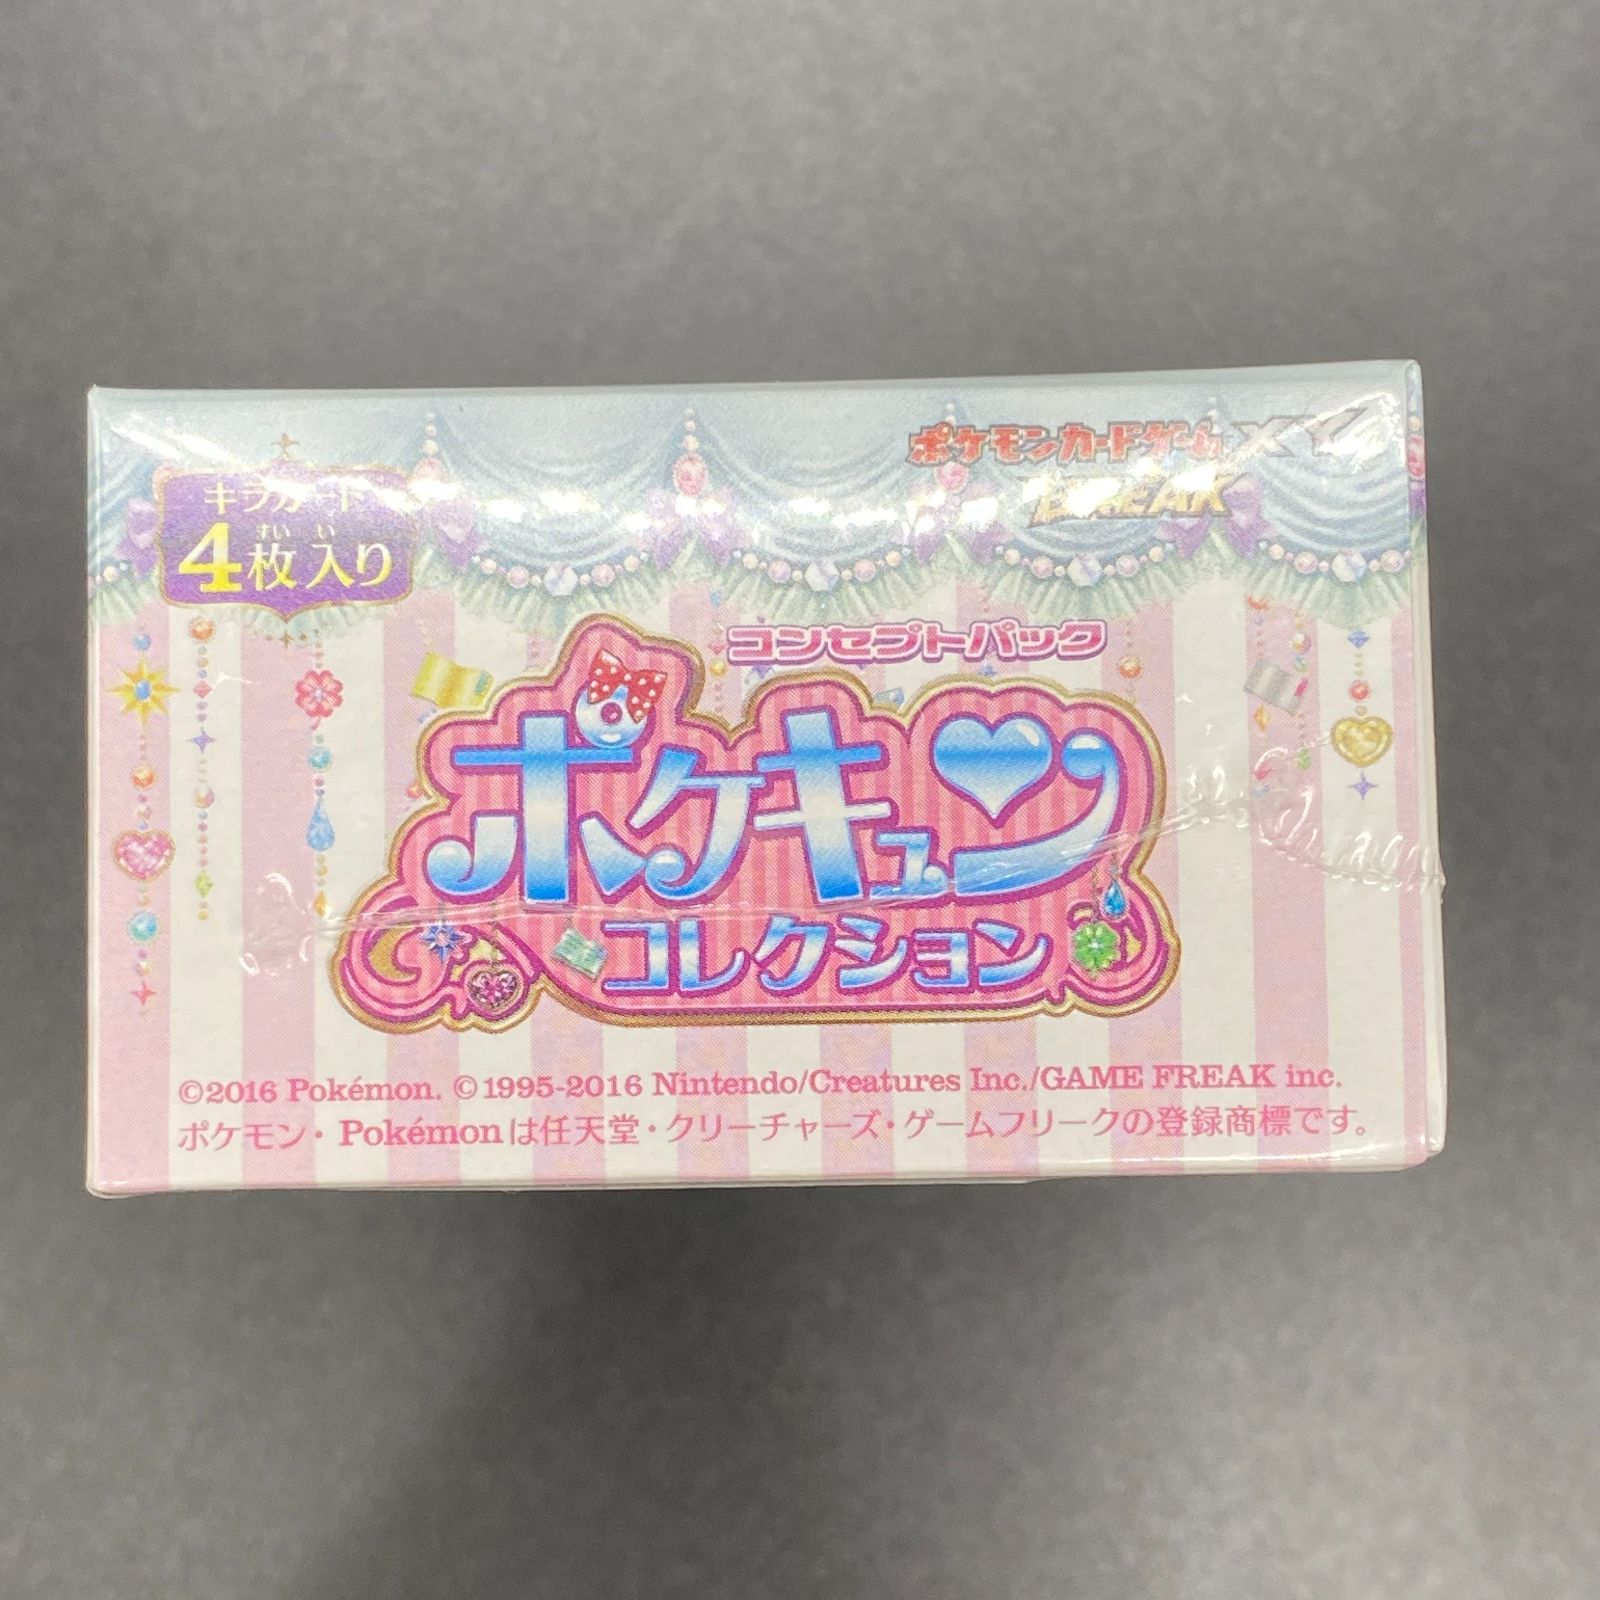 ポケモンカードゲーム XY
BREAK
キラカード
4枚入り
まい い
コンセプトパック
ポケキュン
コレクション
©2016 Pokémon. ©1995-2016 Nintendo/Creatures Inc./GAME FREAK inc.
ポケモン・Pokémonは任天堂・クリーチャーズ・ゲームフリークの登録商標です。